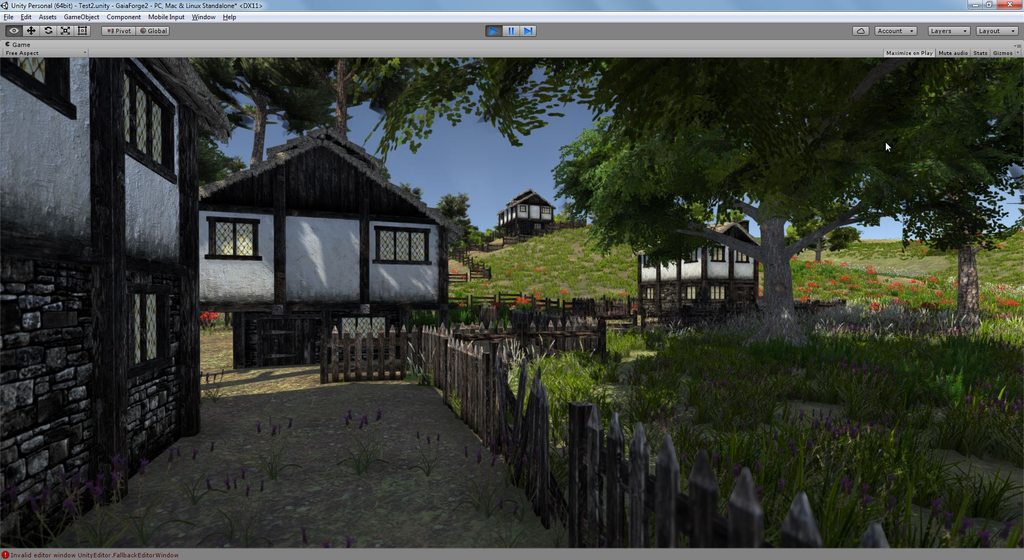 Unity Personal (64bit) - Test2.unity - GaiaForge2 - PC, Mac & Linux Standalone* <DX11>
File Edit Assets GameObject Component Mobile Input Window Help
Pivot Global Account Layers Layout
Game
Free Aspect Maximize on Play Mute audio Stats Gizmos
Invalid editor window UnityEditor.FallbackEditorWindow